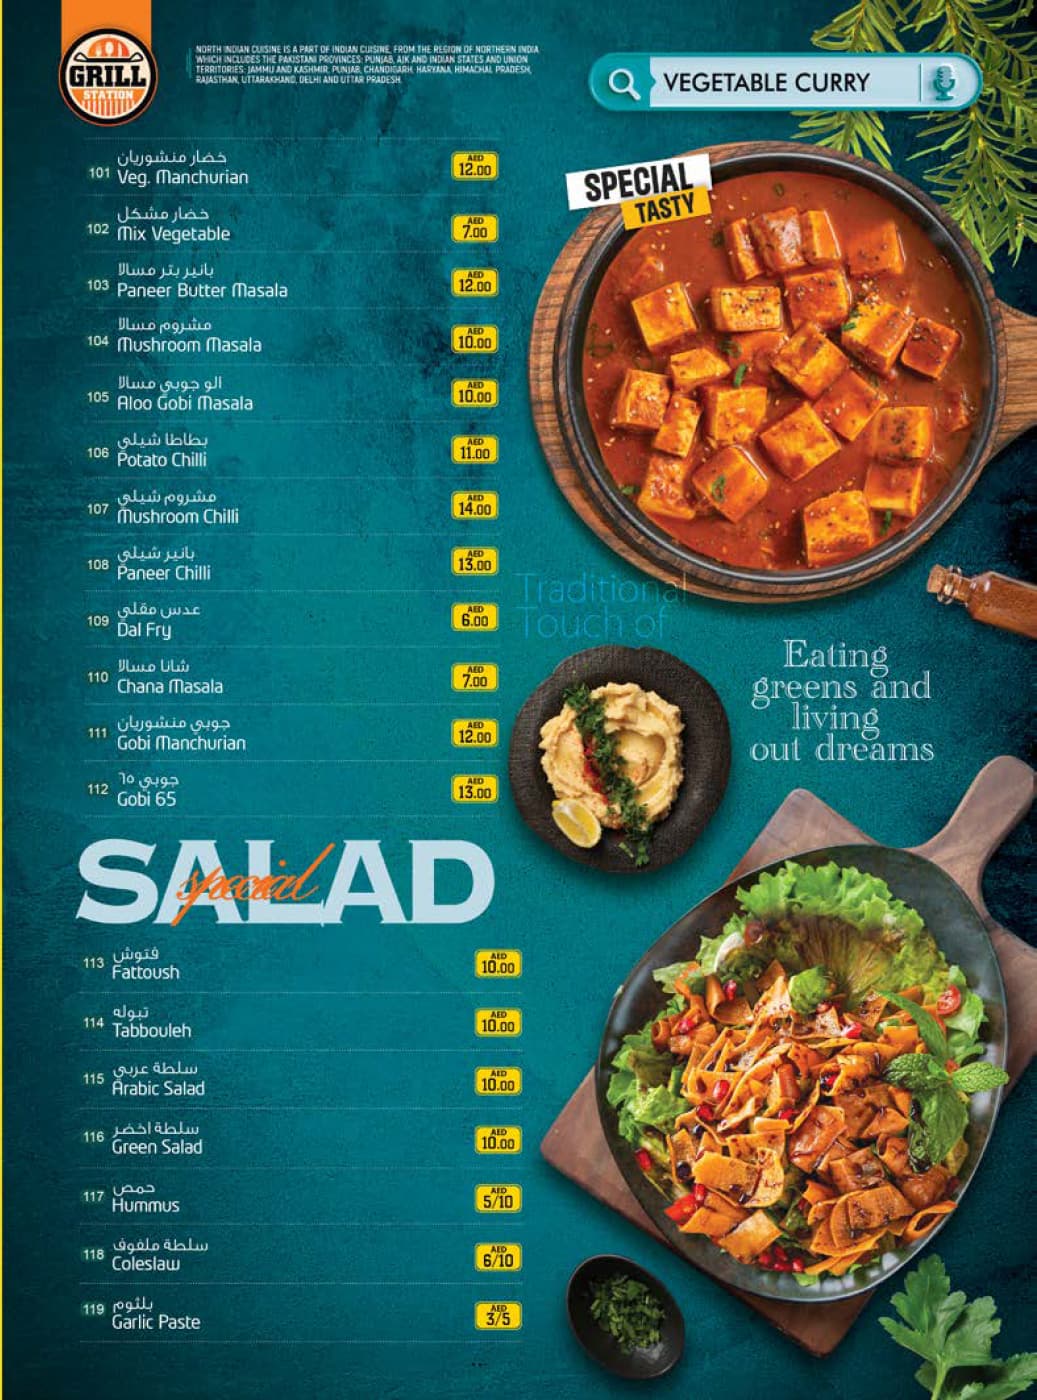 GRILL
STATION
NORTH INDIAN CUISINE IS A PART OF INDIAN CUISINE, FROM THE REGION OF NORTHERN INDIA
WHICH INCLUDES THE PAKISTANI PROVINCES: PUNJAB, AJK AND INDIAN STATES AND UNION
TERRITORIES: JAMMU AND KASHMIR, PUNJAB, CHANDIGARH, HARYANA, HIMACHAL PRADESH,
RAJASTHAN, UTTARAKHAND, DELHI AND UTTAR PRADESH.
VEGETABLE CURRY
SPECIAL
TASTY
خضار منشوريان
101 Veg. Manchurian AED 12.00
خضار مشكل
102 Mix Vegetable AED 7.00
بانير بتر مسالا
103 Paneer Butter Masala AED 12.00
مشروم مسالا
104 Mushroom Masala AED 10.00
الو جوبي مسالا
105 Aloo Gobi Masala AED 10.00
بطاطا شيلي
106 Potato Chilli AED 11.00
مشروم شيلي
107 Mushroom Chilli AED 14.00
بانير شيلي
108 Paneer Chilli AED 13.00
عدس مقلي
109 Dal Fry AED 6.00
شانا مسالا
110 Chana Masala AED 7.00
جوبي منشوريان
111 Gobi Manchurian AED 12.00
جوبي ٦٥
112 Gobi 65 AED 13.00
Traditional
Touch of
Eating
greens and
living
out dreams
SALAD
special
فتوش
113 Fattoush AED 10.00
تبوله
114 Tabbouleh AED 10.00
سلطة عربي
115 Arabic Salad AED 10.00
سلطة اخضر
116 Green Salad AED 10.00
حمص
117 Hummus AED 5/10
سلطة ملفوف
118 Coleslaw AED 6/10
بلثوم
119 Garlic Paste AED 3/5